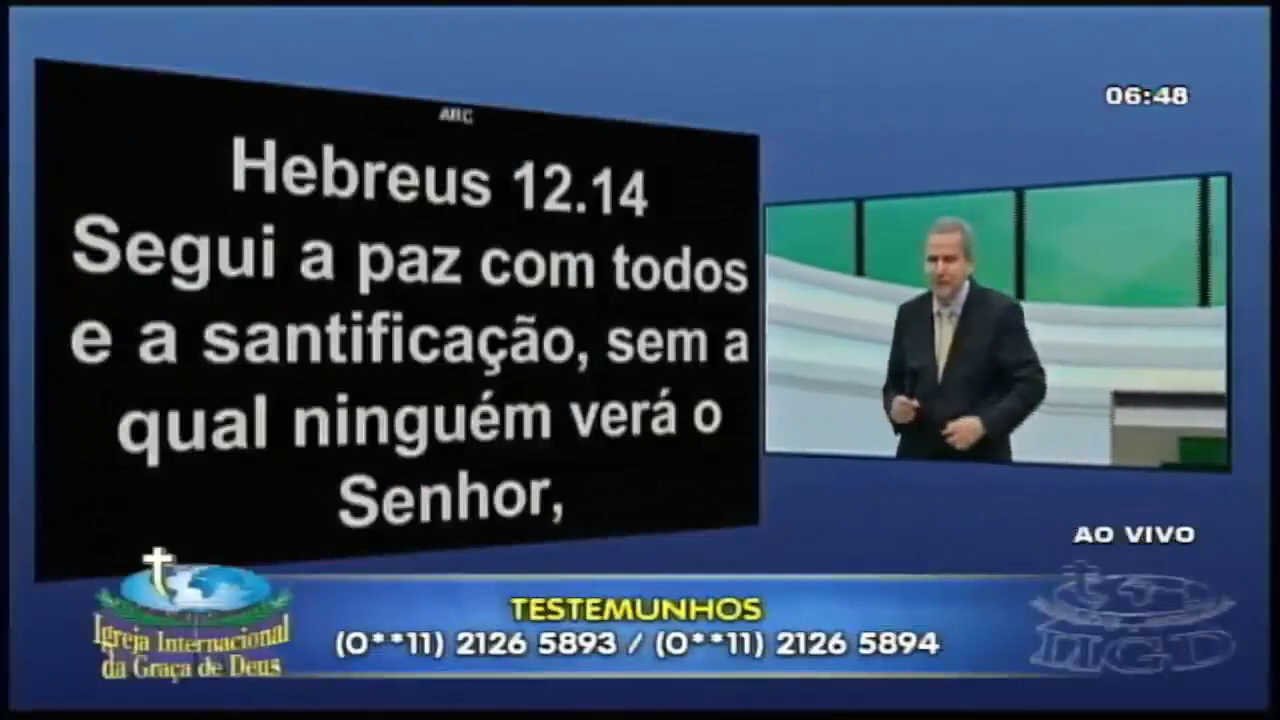 06:48
ARC
Hebreus 12.14
Segui a paz com todos
e a santificação, sem a
qual ninguém verá o
Senhor,
AO VIVO
TESTEMUNHOS
(0**11) 2126 5893 / (0**11) 2126 5894
Igreja Internacional
da Graça de Deus
IIGD